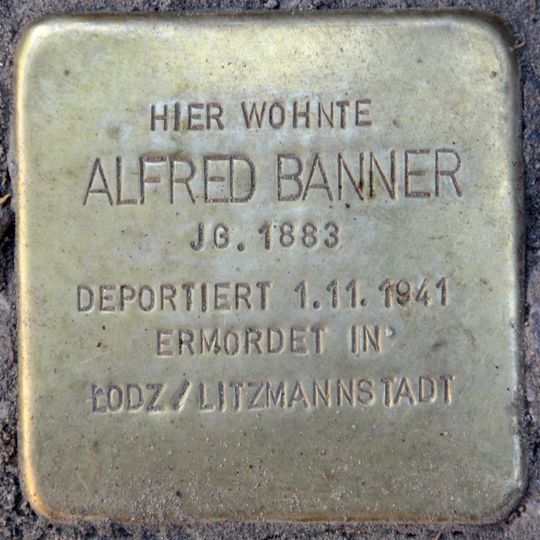 HIER WOHNTE
ALFRED BANNER
JG. 1883
DEPORTIERT 1.11.1941
ERMORDET IN
ŁODZ / LITZMANNSTADT